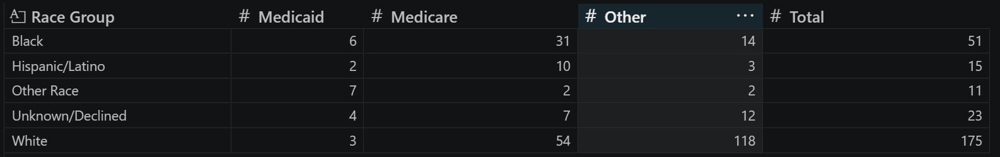 Race Group # Medicaid # Medicare # Other ... # Total
Black 6 31 14 51
Hispanic/Latino 2 10 3 15
Other Race 7 2 2 11
Unknown/Declined 4 7 12 23
White 3 54 118 175